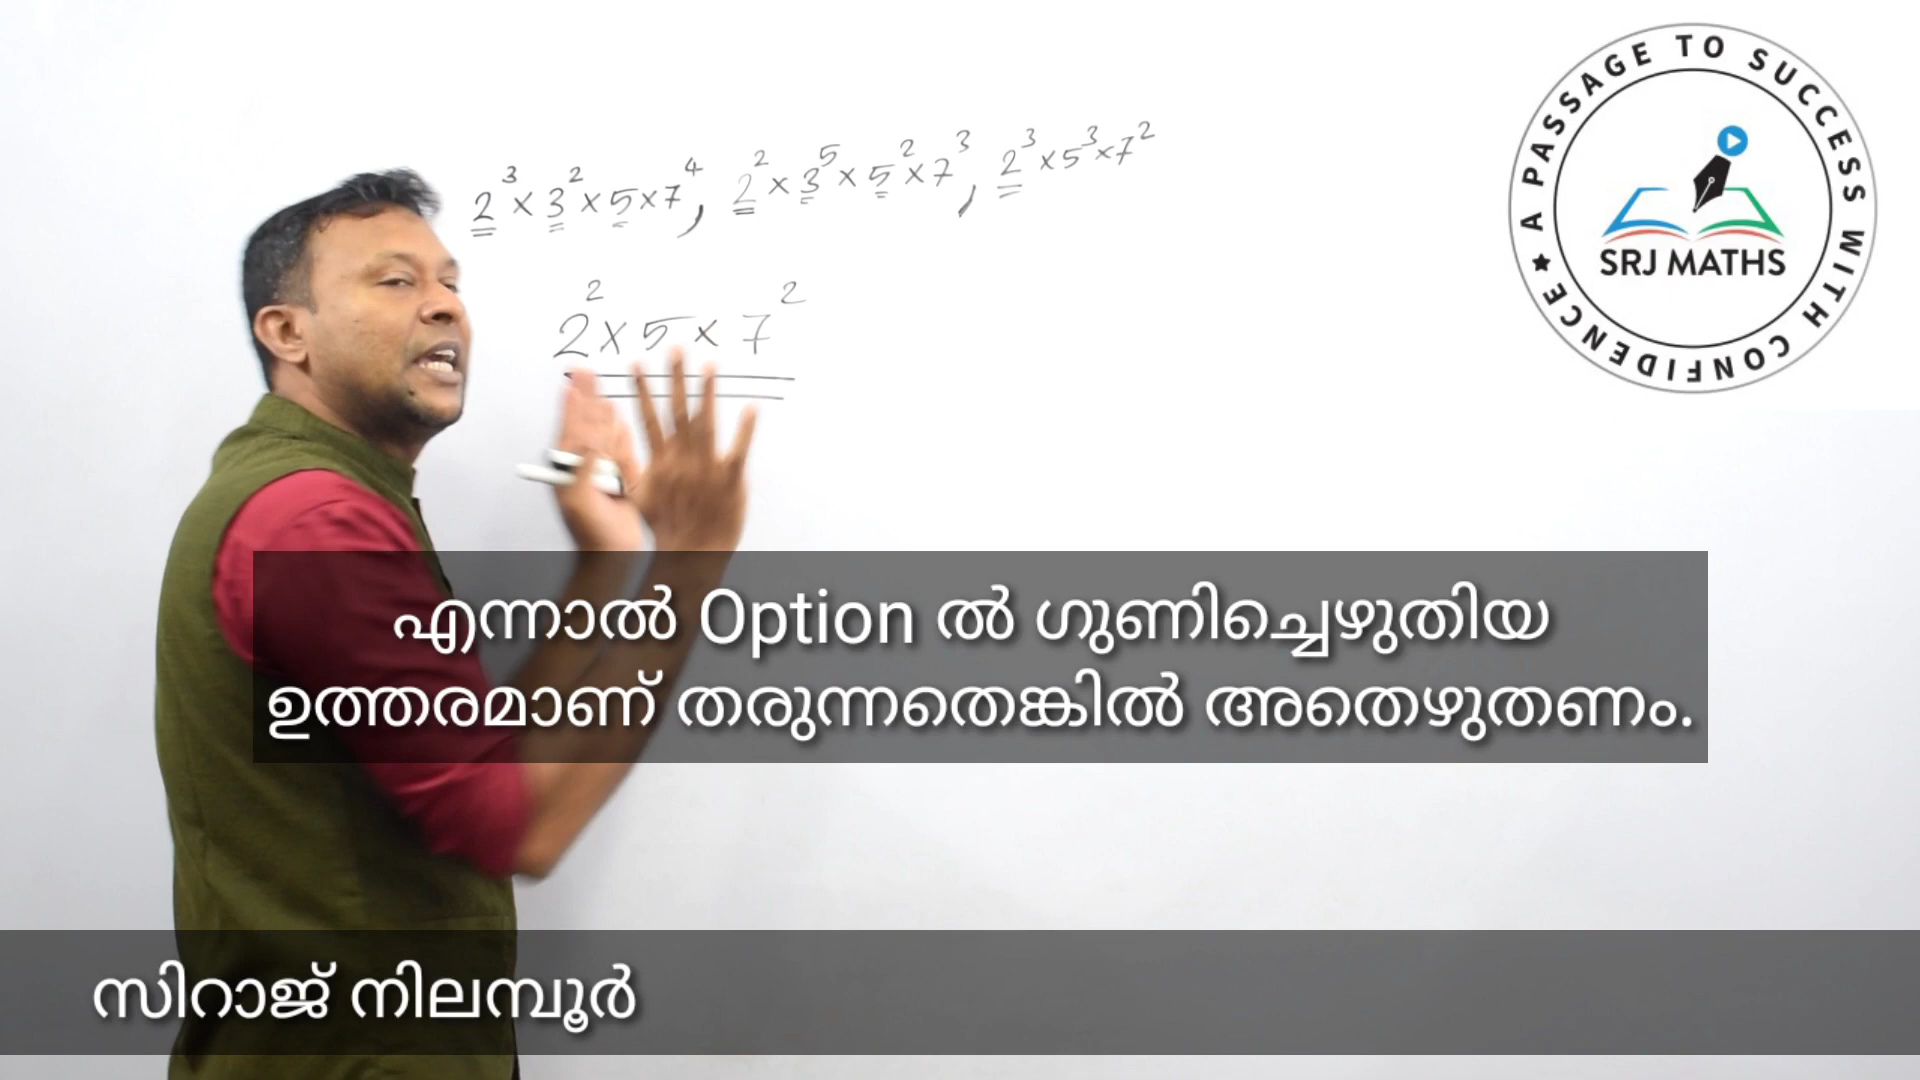 2³ × 3² × 5 × 7⁴, 2² × 3⁵ × 5² × 7³, 2³ × 5³ × 7²
2² × 5 × 7²
A PASSAGE TO SUCCESS WITH CONFIDENCE ★
SRJ MATHS
എന്നാൽ Option ൽ ഗുണിച്ചെഴുതിയ
ഉത്തരമാണ് തരുന്നതെങ്കിൽ അതെഴുതണം.
സിറാജ് നിലമ്പൂർ